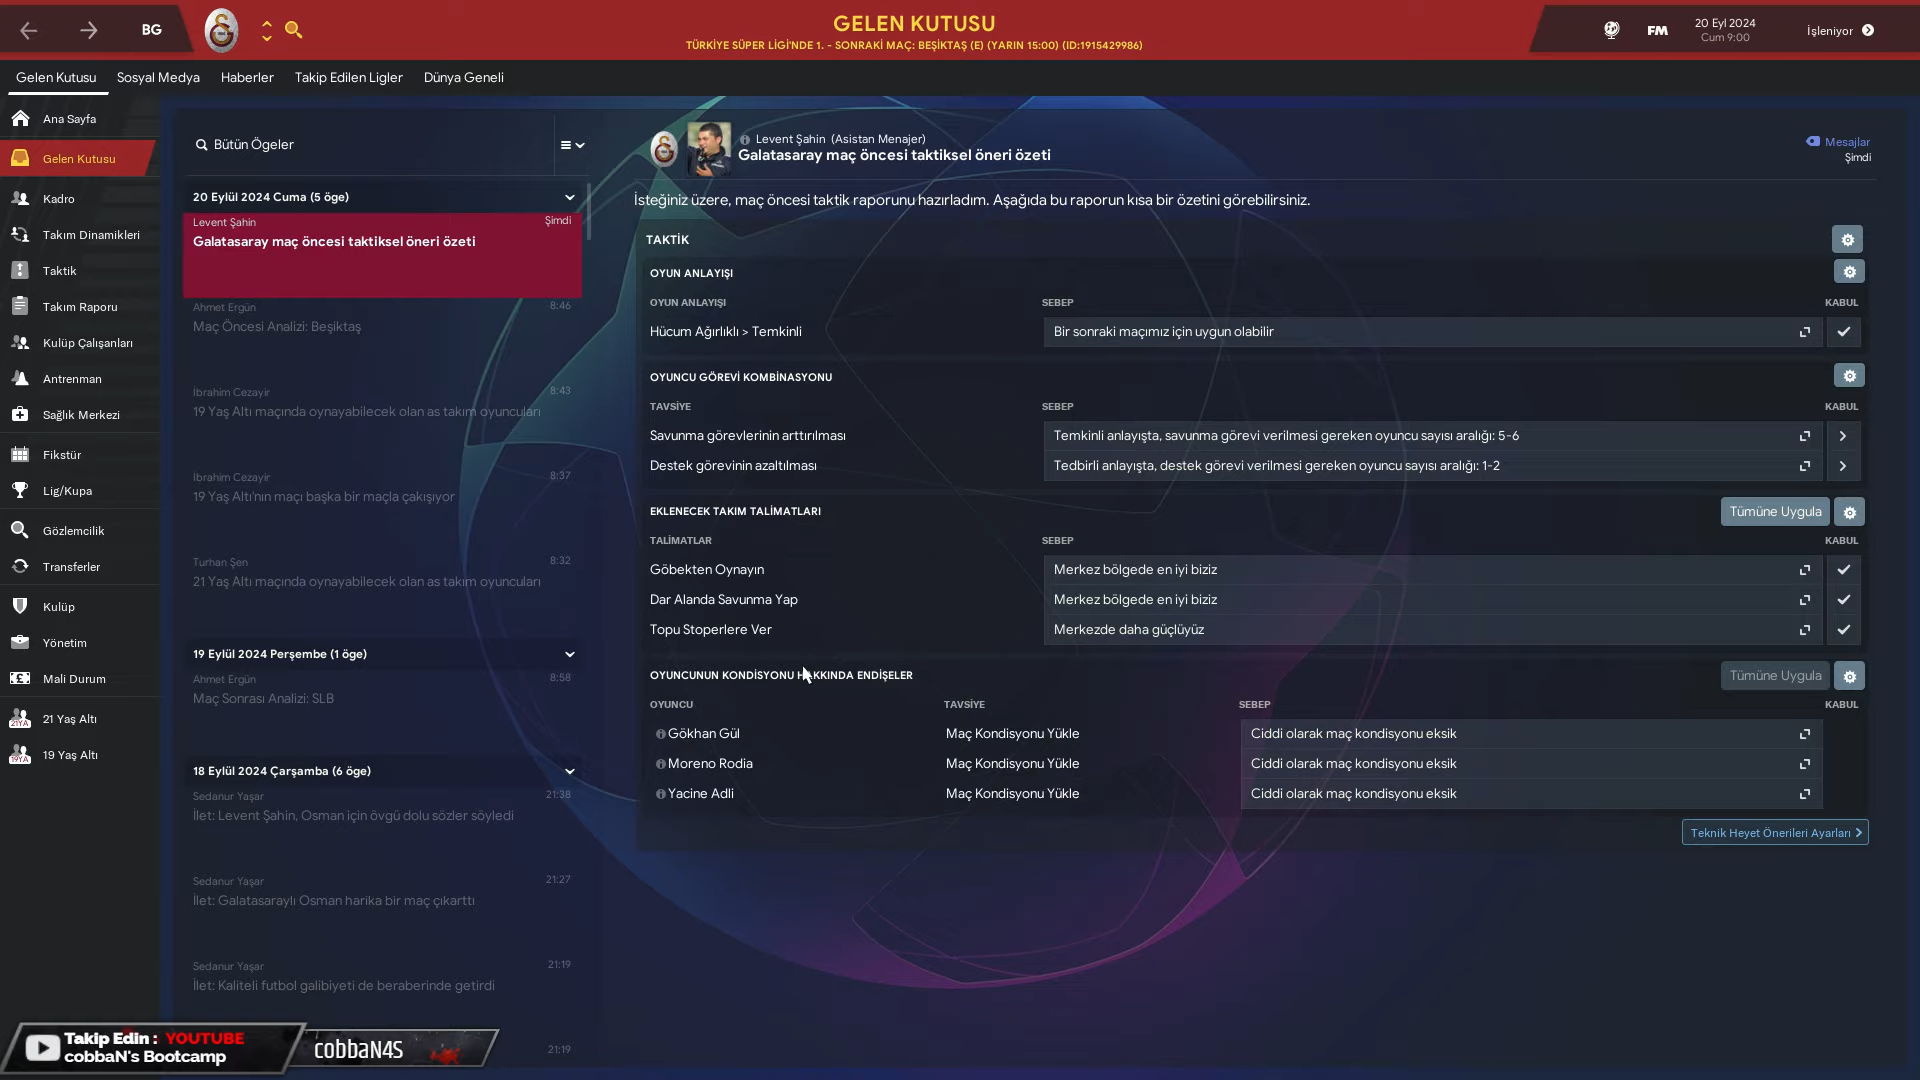 BG
GELEN KUTUSU
TÜRKİYE SÜPER LİGİ'NDE 1. - SONRAKİ MAÇ: BEŞİKTAŞ (E) (YARIN 15:00) (ID:1915429986)
FM
20 Eyl 2024
Cum 9:00
İşleniyor
Gelen Kutusu
Sosyal Medya
Haberler
Takip Edilen Ligler
Dünya Geneli
Ana Sayfa
Gelen Kutusu
Kadro
Takım Dinamikleri
Taktik
Takım Raporu
Kulüp Çalışanları
Antrenman
Sağlık Merkezi
Fikstür
Lig/Kupa
Gözlemcilik
Transferler
Kulüp
Yönetim
Mali Durum
21YA
21 Yaş Altı
19YA
19 Yaş Altı
Bütün Ögeler
20 Eylül 2024 Cuma (5 öge)
Levent Şahin
Şimdi
Galatasaray maç öncesi taktiksel öneri özeti
Ahmet Ergün
8:46
Maç Öncesi Analizi: Beşiktaş
İbrahim Cezayir
8:43
19 Yaş Altı maçında oynayabilecek olan as takım oyuncuları
İbrahim Cezayir
8:37
19 Yaş Altı'nın maçı başka bir maçla çakışıyor
Turhan Şen
8:32
21 Yaş Altı maçında oynayabilecek olan as takım oyuncuları
19 Eylül 2024 Perşembe (1 öge)
Ahmet Ergün
8:58
Maç Sonrası Analizi: SLB
18 Eylül 2024 Çarşamba (6 öge)
Sedanur Yaşar
21:38
İlet: Levent Şahin, Osman için övgü dolu sözler söyledi
Sedanur Yaşar
21:27
İlet: Galatasaraylı Osman harika bir maç çıkarttı
Sedanur Yaşar
21:19
İlet: Kaliteli futbol galibiyeti de beraberinde getirdi
21:19
Levent Şahin (Asistan Menajer)
Galatasaray maç öncesi taktiksel öneri özeti
Mesajlar
Şimdi
İsteğiniz üzere, maç öncesi taktik raporunu hazırladım. Aşağıda bu raporun kısa bir özetini görebilirsiniz.
TAKTİK
OYUN ANLAYIŞI
OYUN ANLAYIŞI SEBEP KABUL
Hücum Ağırlıklı > Temkinli Bir sonraki maçımız için uygun olabilir
OYUNCU GÖREVİ KOMBİNASYONU
TAVSİYE SEBEP KABUL
Savunma görevlerinin arttırılması Temkinli anlayışta, savunma görevi verilmesi gereken oyuncu sayısı aralığı: 5-6
Destek görevinin azaltılması Tedbirli anlayışta, destek görevi verilmesi gereken oyuncu sayısı aralığı: 1-2
EKLENECEK TAKIM TALİMATLARI Tümüne Uygula
TALİMATLAR SEBEP KABUL
Göbekten Oynayın Merkez bölgede en iyi biziz
Dar Alanda Savunma Yap Merkez bölgede en iyi biziz
Topu Stoperlere Ver Merkezde daha güçlüyüz
OYUNCUNUN KONDİSYONU HAKKINDA ENDİŞELER Tümüne Uygula
OYUNCU TAVSİYE SEBEP KABUL
Gökhan Gül Maç Kondisyonu Yükle Ciddi olarak maç kondisyonu eksik
Moreno Rodia Maç Kondisyonu Yükle Ciddi olarak maç kondisyonu eksik
Yacine Adli Maç Kondisyonu Yükle Ciddi olarak maç kondisyonu eksik
Teknik Heyet Önerileri Ayarları
Takip Edin : YOUTUBE
cobbaN's Bootcamp
cobbaN4S